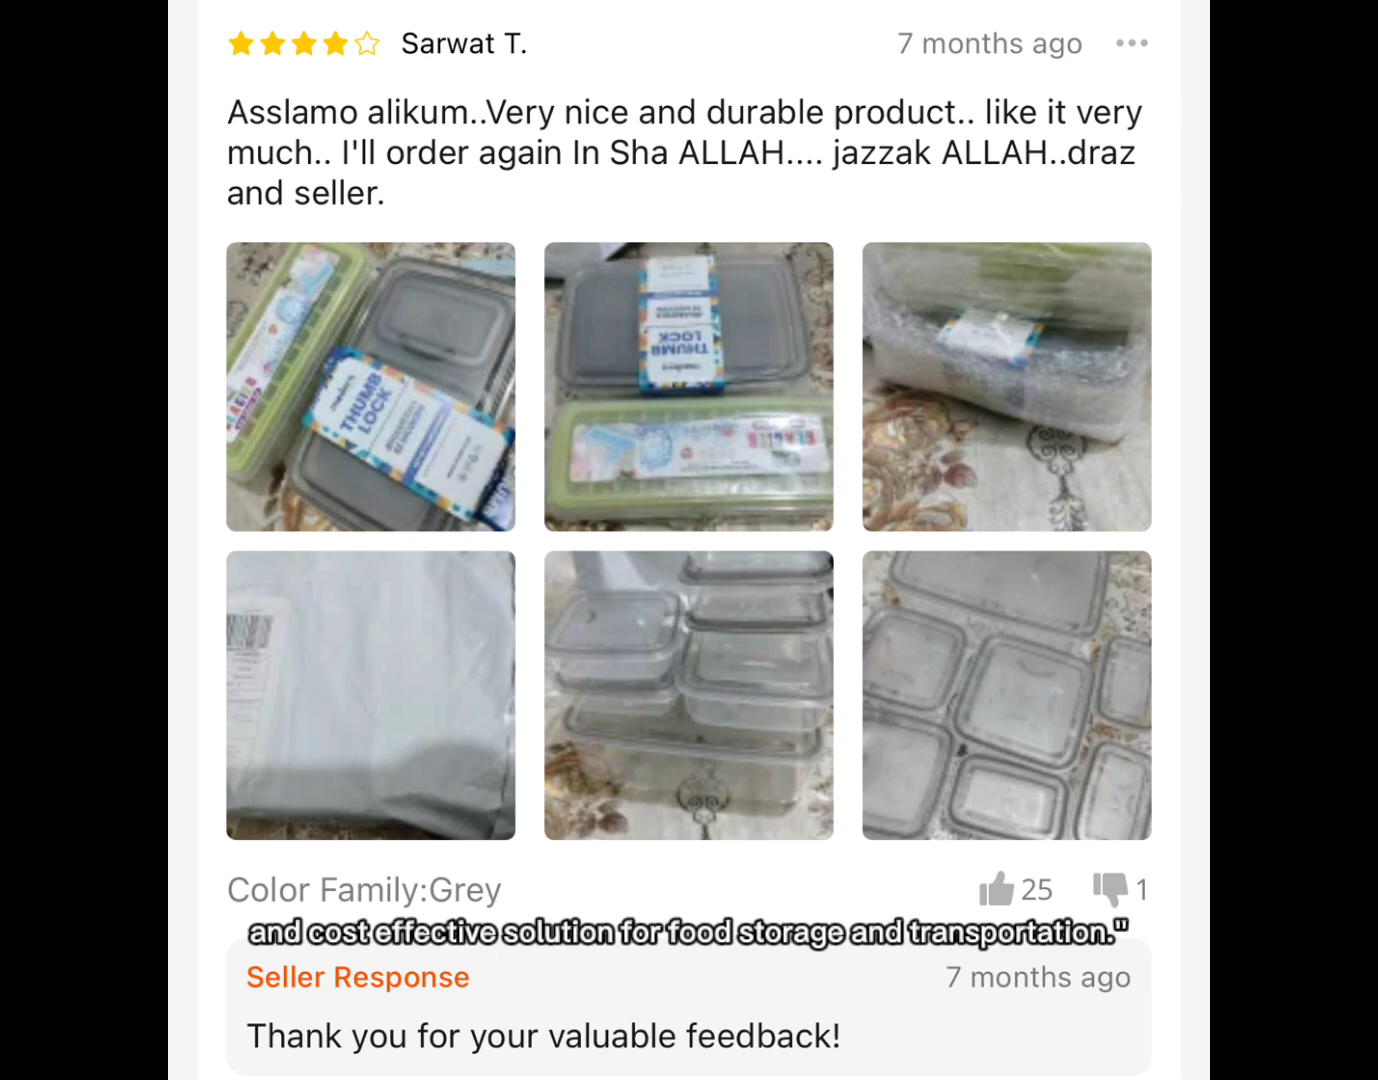 Sarwat T.
7 months ago
Asslamo alikum..Very nice and durable product.. like it very
much.. I'll order again In Sha ALLAH.... jazzak ALLAH..draz
and seller.
THUMB
LOCK
THUMB
LOCK
Color Family:Grey
25
1
and cost effective solution for food storage and transportation."
Seller Response
7 months ago
Thank you for your valuable feedback!